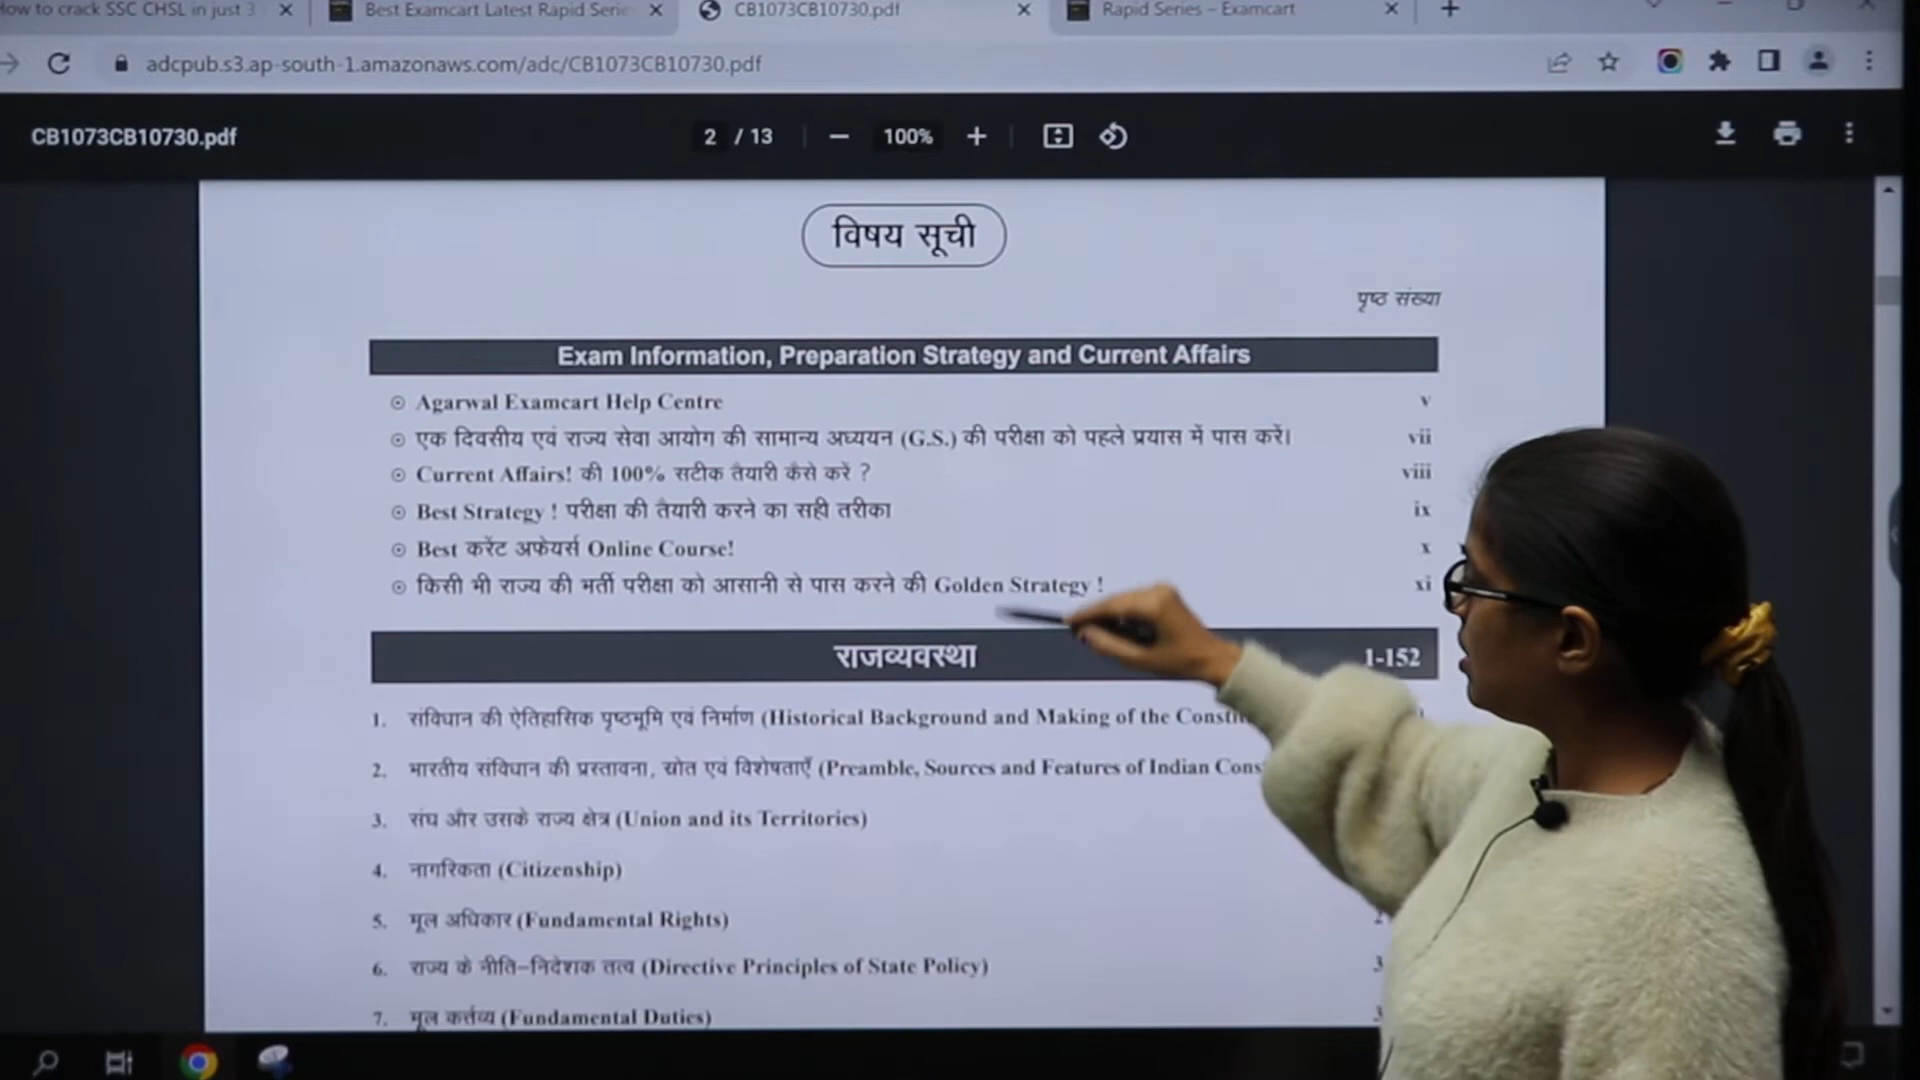 How to crack SSC CHSL in just 3
Best Examcart Latest Rapid Serie
CB1073CB10730.pdf
Rapid Series – Examcart
adcpub.s3.ap-south-1.amazonaws.com/adc/CB1073CB10730.pdf
CB1073CB10730.pdf
2 / 13
100%
विषय सूची
पृष्ठ संख्या
Exam Information, Preparation Strategy and Current Affairs
Agarwal Examcart Help Centre v
एक दिवसीय एवं राज्य सेवा आयोग की सामान्य अध्ययन (G.S.) की परीक्षा को पहले प्रयास में पास करें। vii
Current Affairs! की 100% सटीक तैयारी कैसे करें ? viii
Best Strategy ! परीक्षा की तैयारी करने का सही तरीका ix
Best करेंट अफेयर्स Online Course! x
किसी भी राज्य की भर्ती परीक्षा को आसानी से पास करने की Golden Strategy ! xi
राजव्यवस्था 1-152
1. संविधान की ऐतिहासिक पृष्ठभूमि एवं निर्माण (Historical Background and Making of the
2. भारतीय संविधान की प्रस्तावना, स्रोत एवं विशेषताएँ (Preamble, Sources and Features of Indian
3. संघ और उसके राज्य क्षेत्र (Union and its Territories)
4. नागरिकता (Citizenship)
5. मूल अधिकार (Fundamental Rights)
6. राज्य के नीति-निदेशक तत्व (Directive Principles of State Policy)
7. मूल कर्त्तव्य (Fundamental Duties)